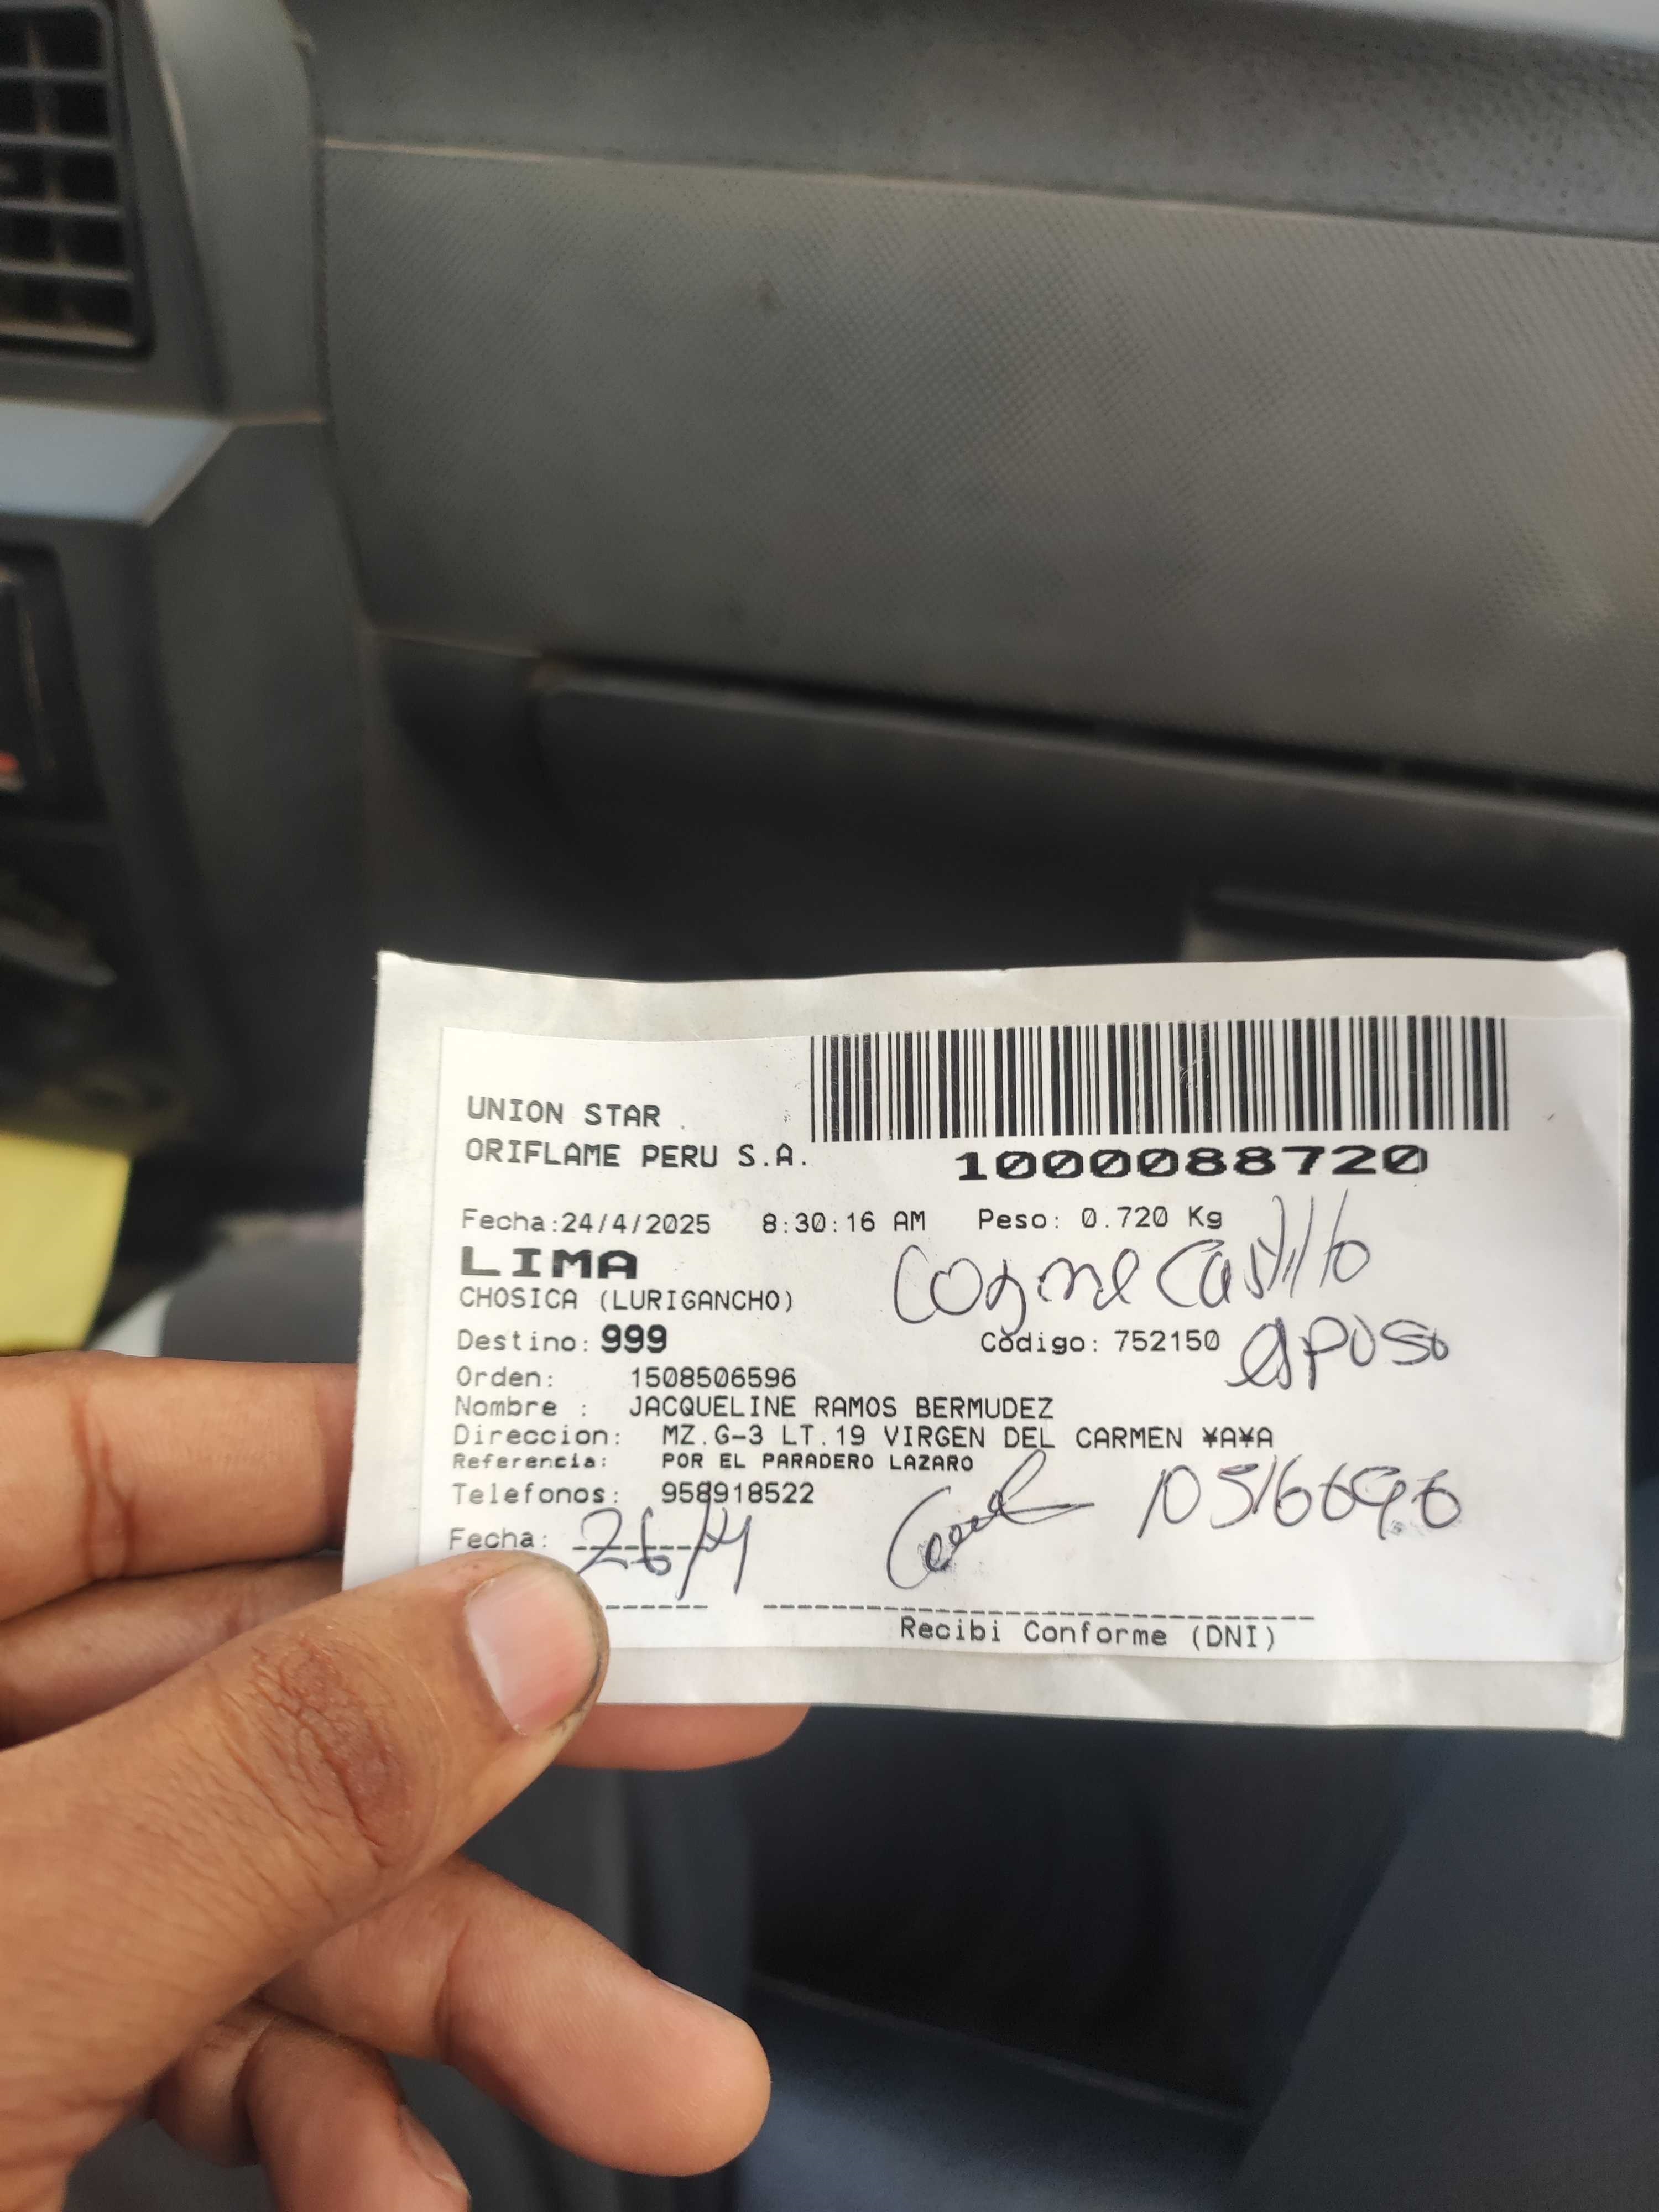 UNION STAR
ORIFLAME PERU S.A.
1000088720
Fecha:24/4/2025 8:30:16 AM Peso: 0.720 Kg
LIMA
Castillo
CHOSICA (LURIGANCHO)
Destino: 999 Código: 752150 esposo
Orden: 1508506596
Nombre : JACQUELINE RAMOS BERMUDEZ
Direccion: MZ.G-3 LT.19 VIRGEN DEL CARMEN ¥A¥A
Referencia: POR EL PARADERO LAZARO
Telefonos: 958918522
Fecha: 26/4
Recibi Conforme (DNI)